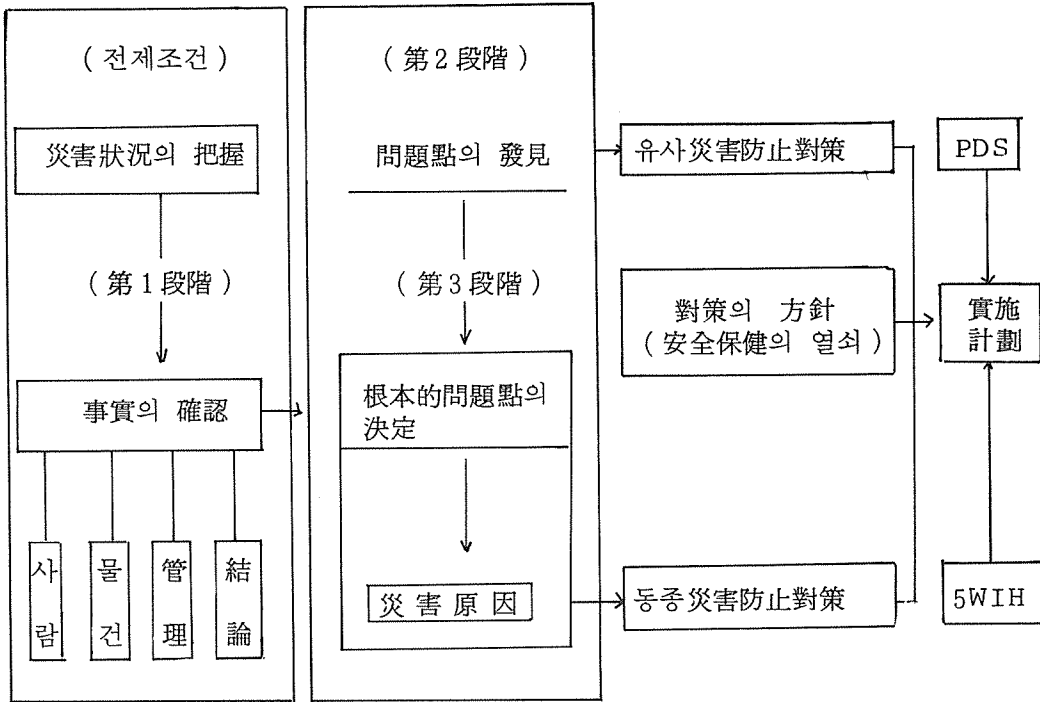 ( 전제조건 )
災害狀況의 把握
( 第1段階 )
事實의 確認
사람
물건
管理
結論
( 第2段階 )
問題點의 發見
( 第3段階 )
根本的問題點의
決定
災害原因
유사災害防止對策
對策의 方針
( 安全保健의 열쇠 )
동종災害防止對策
PDS
實施
計劃
5WIH